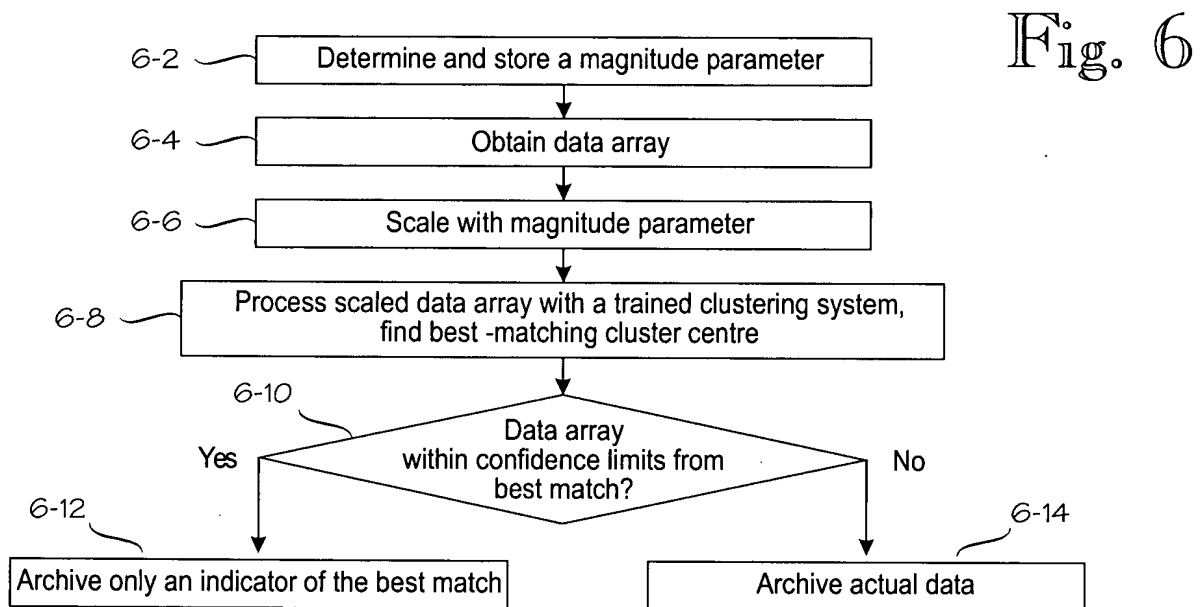 Fig. 6
6-2
Determine and store a magnitude parameter
6-4
Obtain data array
6-6
Scale with magnitude parameter
6-8
Process scaled data array with a trained clustering system,
find best -matching cluster centre
6-10
Data array
within confidence limits from
best match?
Yes
No
6-12
Archive only an indicator of the best match
6-14
Archive actual data